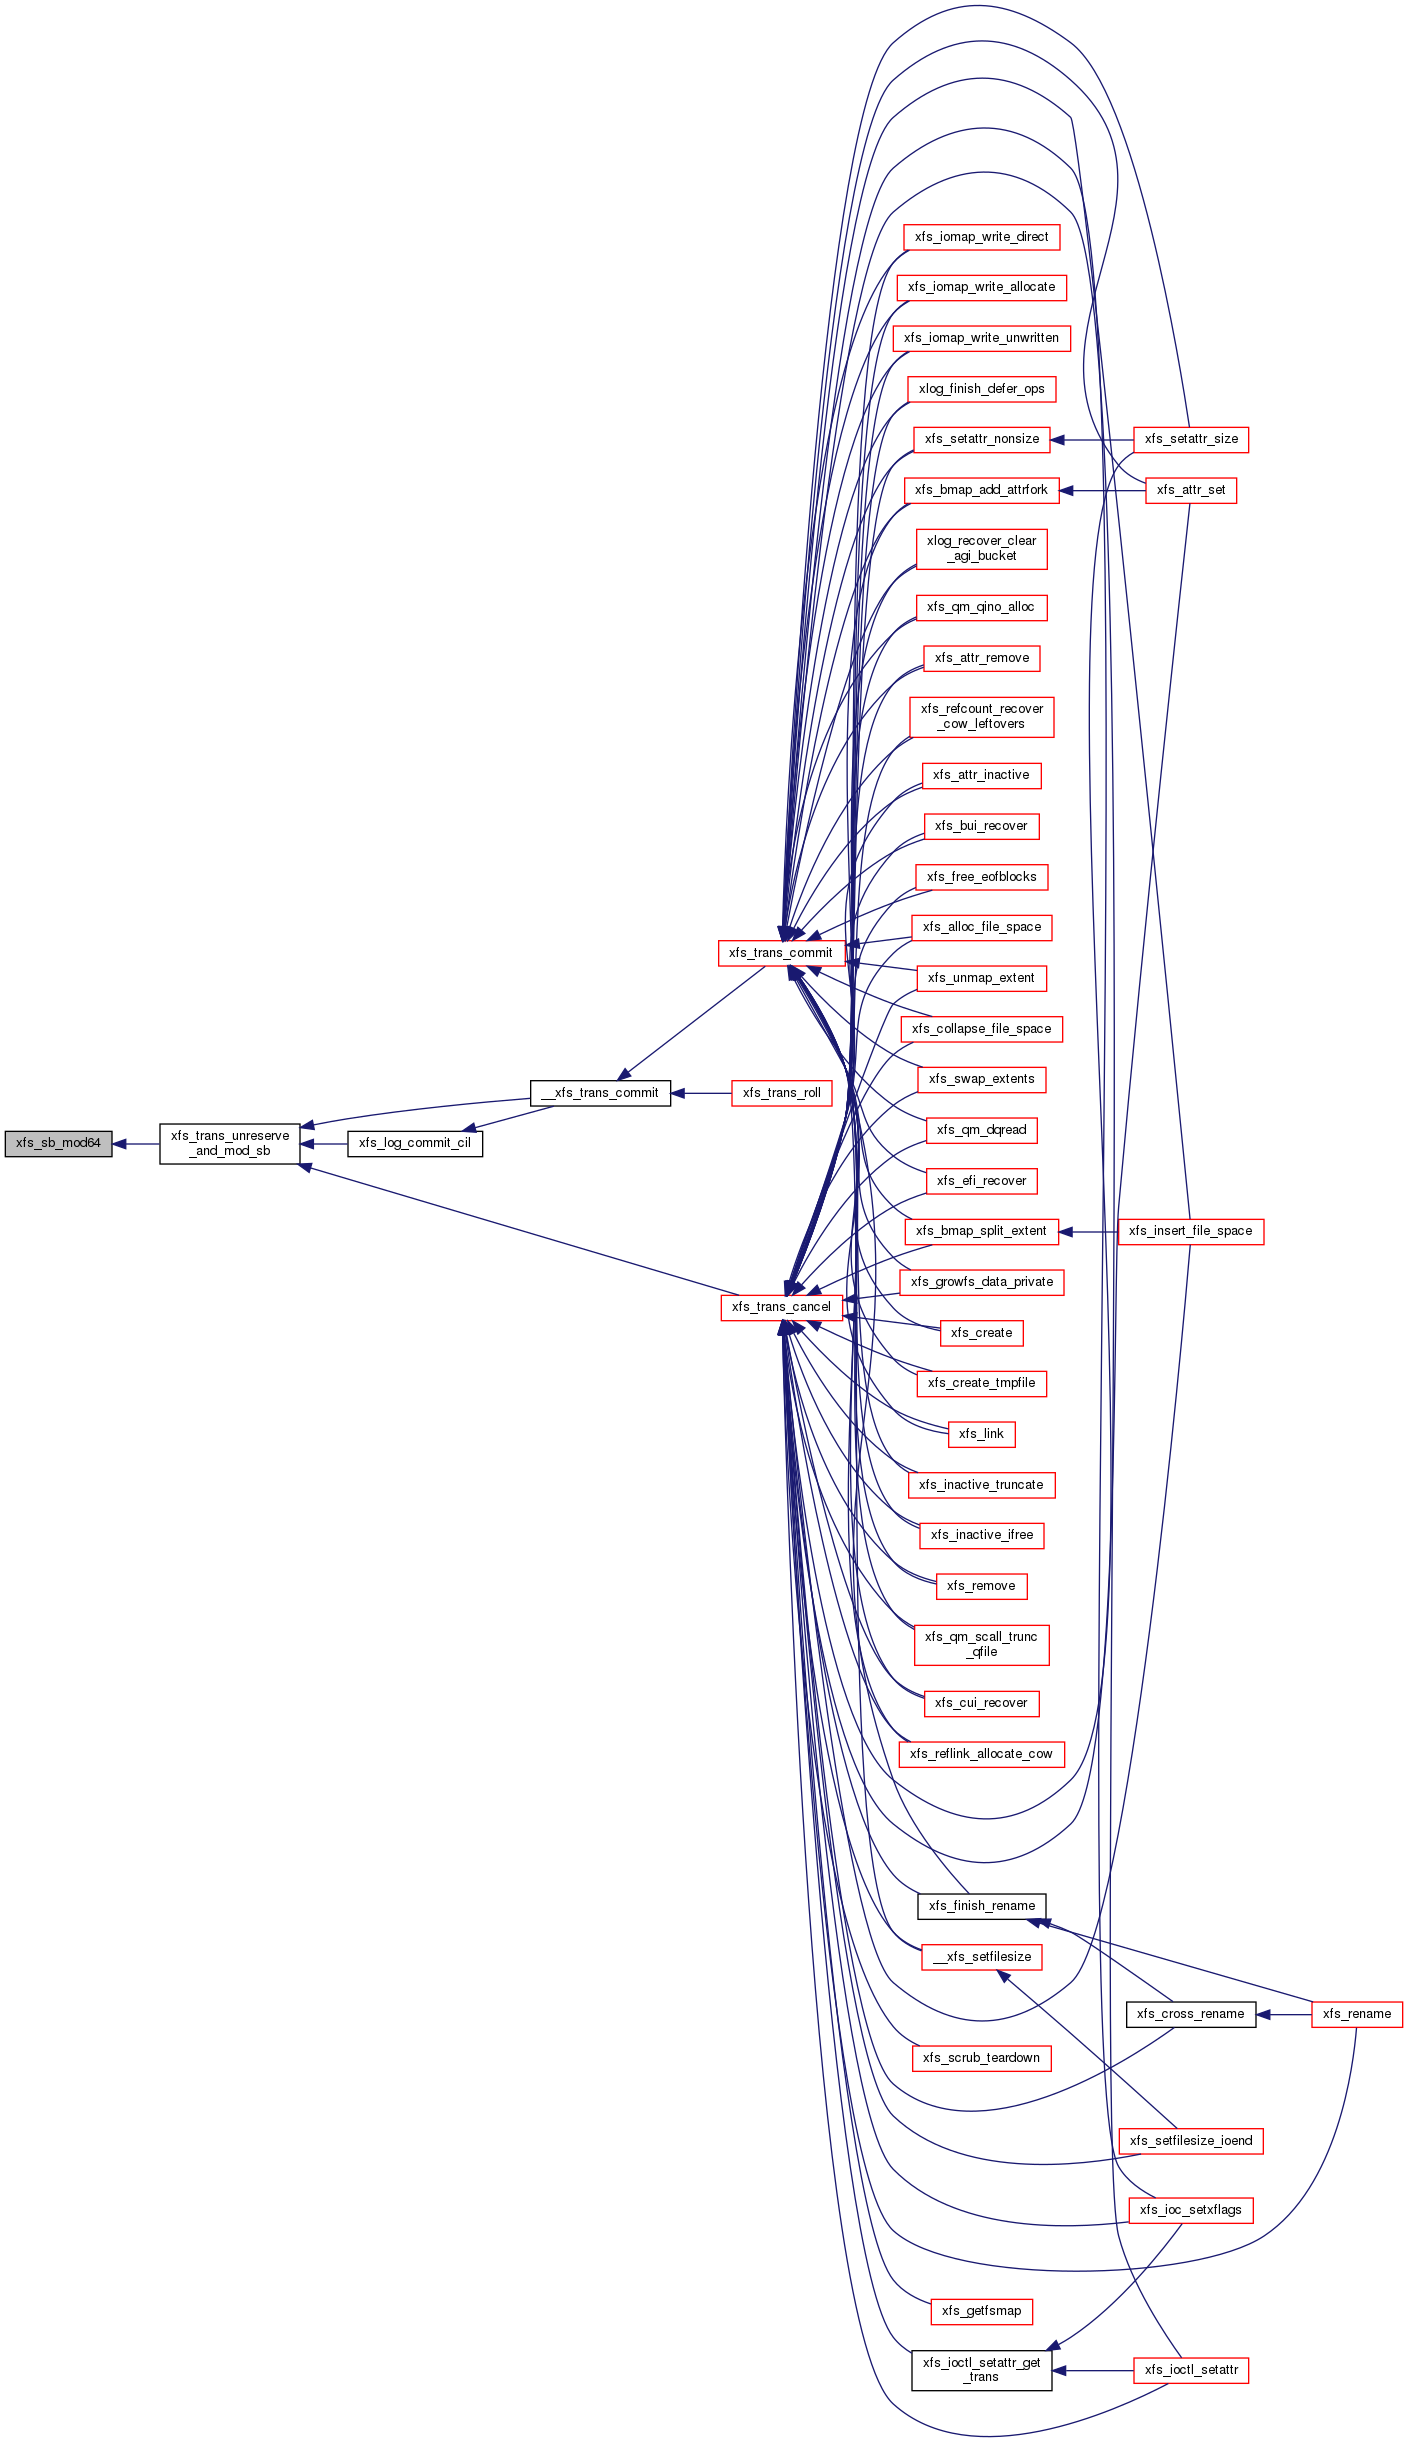 xfs_iomap_write_direct
xfs_iomap_write_allocate
xfs_iomap_write_unwritten
xlog_finish_defer_ops
xfs_setattr_nonsize
xfs_setattr_size
xfs_bmap_add_attrfork
xfs_attr_set
xlog_recover_clear
_agi_bucket
xfs_qm_qino_alloc
xfs_attr_remove
xfs_refcount_recover
_cow_leftovers
xfs_attr_inactive
xfs_bui_recover
xfs_free_eofblocks
xfs_alloc_file_space
xfs_trans_commit
xfs_unmap_extent
xfs_collapse_file_space
xfs_swap_extents
__xfs_trans_commit
xfs_trans_roll
xfs_qm_dqread
xfs_sb_mod64
xfs_trans_unreserve
_and_mod_sb
xfs_log_commit_cil
xfs_efi_recover
xfs_bmap_split_extent
xfs_insert_file_space
xfs_growfs_data_private
xfs_trans_cancel
xfs_create
xfs_create_tmpfile
xfs_link
xfs_inactive_truncate
xfs_inactive_ifree
xfs_remove
xfs_qm_scall_trunc
_qfile
xfs_cui_recover
xfs_reflink_allocate_cow
xfs_finish_rename
__xfs_setfilesize
xfs_cross_rename
xfs_rename
xfs_scrub_teardown
xfs_setfilesize_ioend
xfs_ioc_setxflags
xfs_getfsmap
xfs_ioctl_setattr_get
_trans
xfs_ioctl_setattr